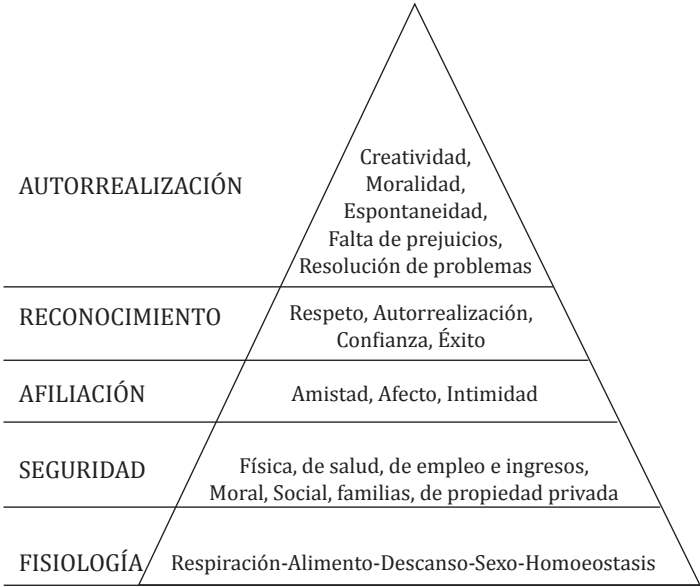 AUTORREALIZACIÓN
Creatividad,
Moralidad,
Espontaneidad,
Falta de prejuicios,
Resolución de problemas
RECONOCIMIENTO
Respeto, Autorrealización,
Confianza, Éxito
AFILIACIÓN
Amistad, Afecto, Intimidad
SEGURIDAD
Física, de salud, de empleo e ingresos,
Moral, Social, familias, de propiedad privada
FISIOLOGÍA
Respiración-Alimento-Descanso-Sexo-Homoeostasis